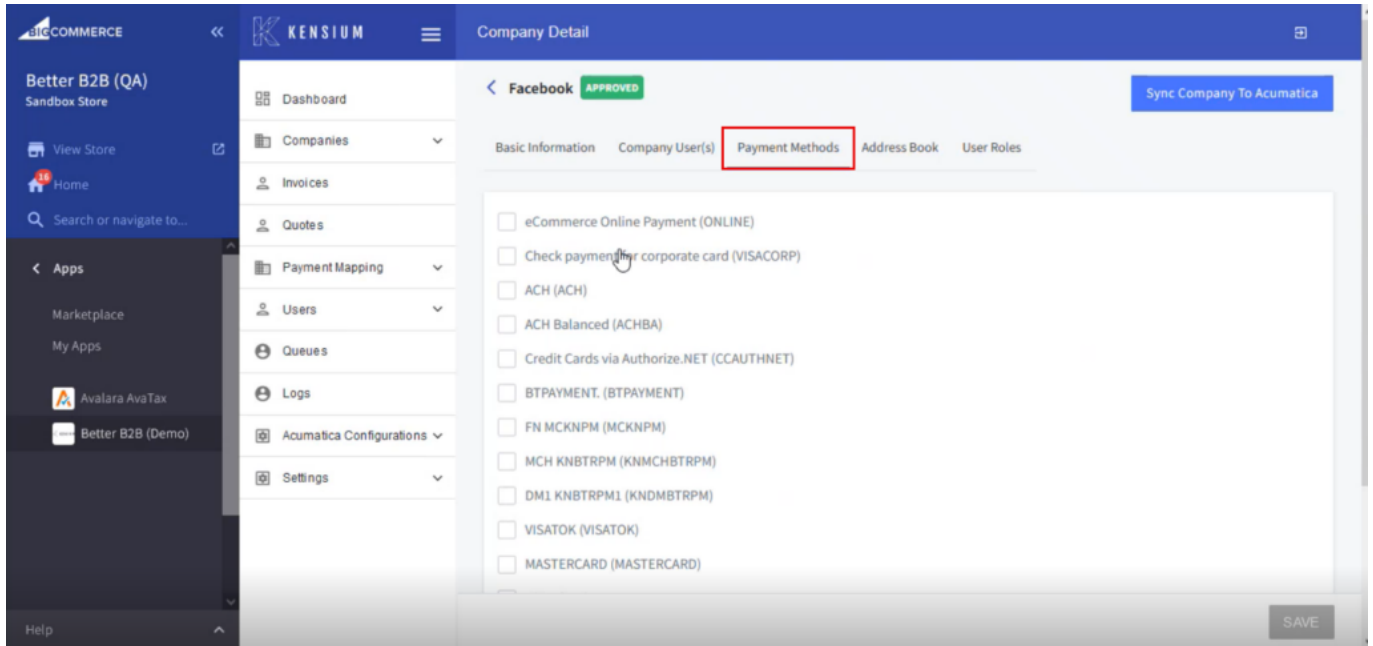 BIGCOMMERCE
Better B2B (QA)
Sandbox Store
View Store
16
Home
Search or navigate to...
Apps
Marketplace
My Apps
Avalara AvaTax
Better B2B (Demo)
Help
KENSIUM
Dashboard
Companies
Invoices
Quotes
Payment Mapping
Users
Queues
Logs
Acumatica Configurations
Settings
Company Detail
Facebook APPROVED
Sync Company To Acumatica
Basic Information Company User(s) Payment Methods Address Book User Roles
eCommerce Online Payment (ONLINE)
Check payment for corporate card (VISACORP)
ACH (ACH)
ACH Balanced (ACHBA)
Credit Cards via Authorize.NET (CCAUTHNET)
BTPAYMENT. (BTPAYMENT)
FN MCKNPM (MCKNPM)
MCH KNBTRPM (KNMCHBTRPM)
DM1 KNBTRPM1 (KNDMBTRPM)
VISATOK (VISATOK)
MASTERCARD (MASTERCARD)
SAVE